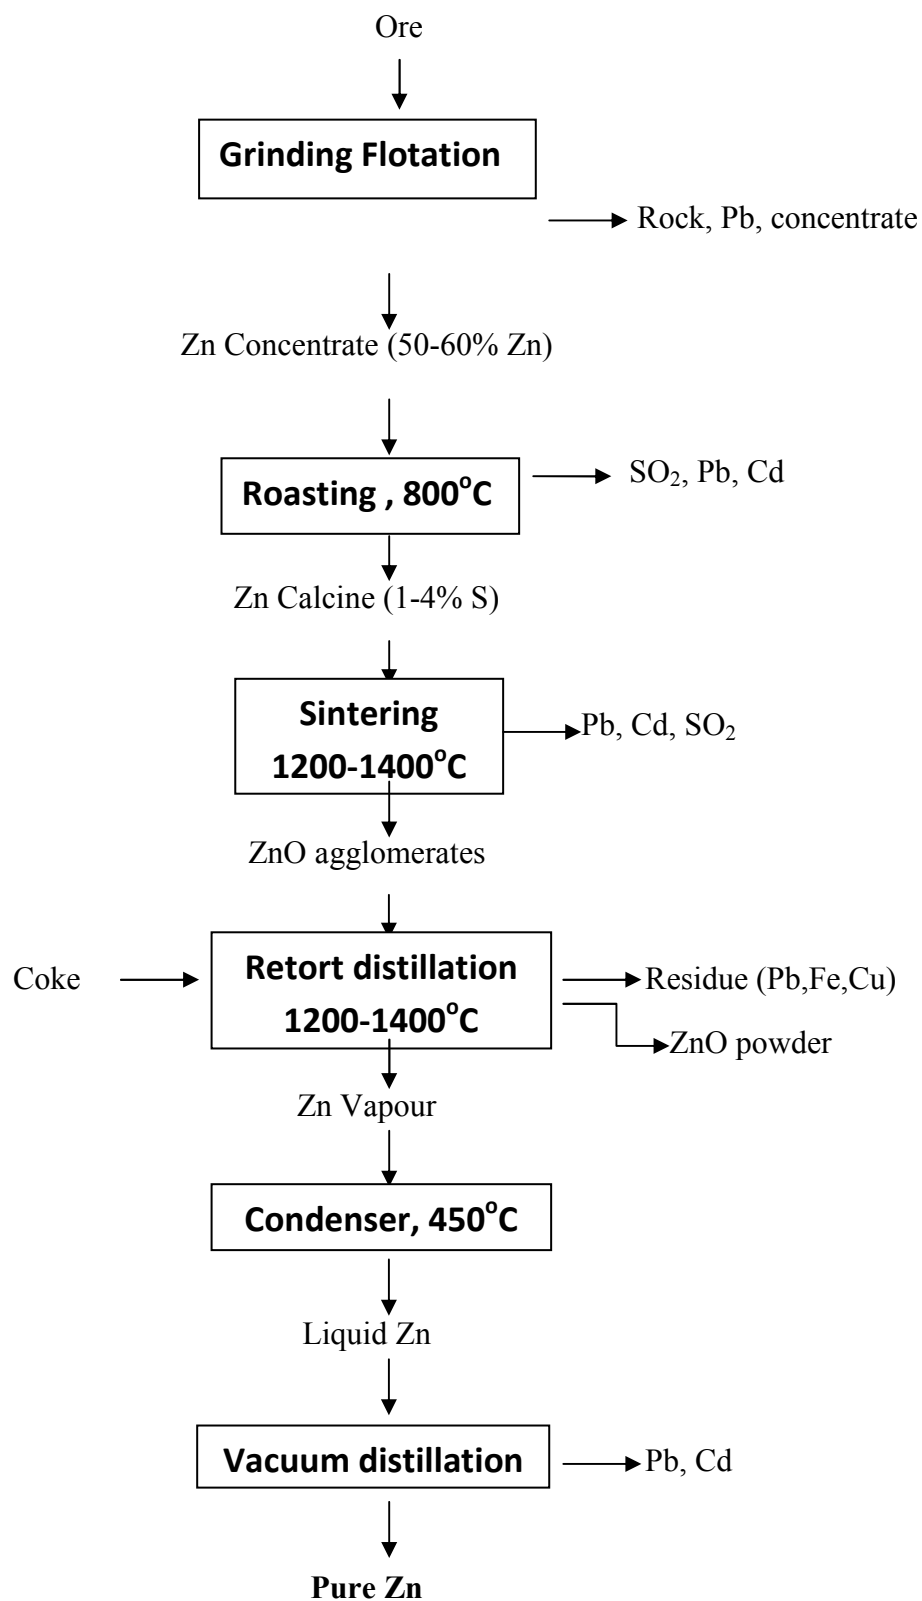 Ore
Grinding Flotation
Rock, Pb, concentrate
Zn Concentrate (50-60% Zn)
Roasting , 800°C
SO₂, Pb, Cd
Zn Calcine (1-4% S)
Sintering
1200-1400°C
Pb, Cd, SO₂
ZnO agglomerates
Coke
Retort distillation
1200-1400°C
Residue (Pb,Fe,Cu)
ZnO powder
Zn Vapour
Condenser, 450°C
Liquid Zn
Vacuum distillation
Pb, Cd
Pure Zn